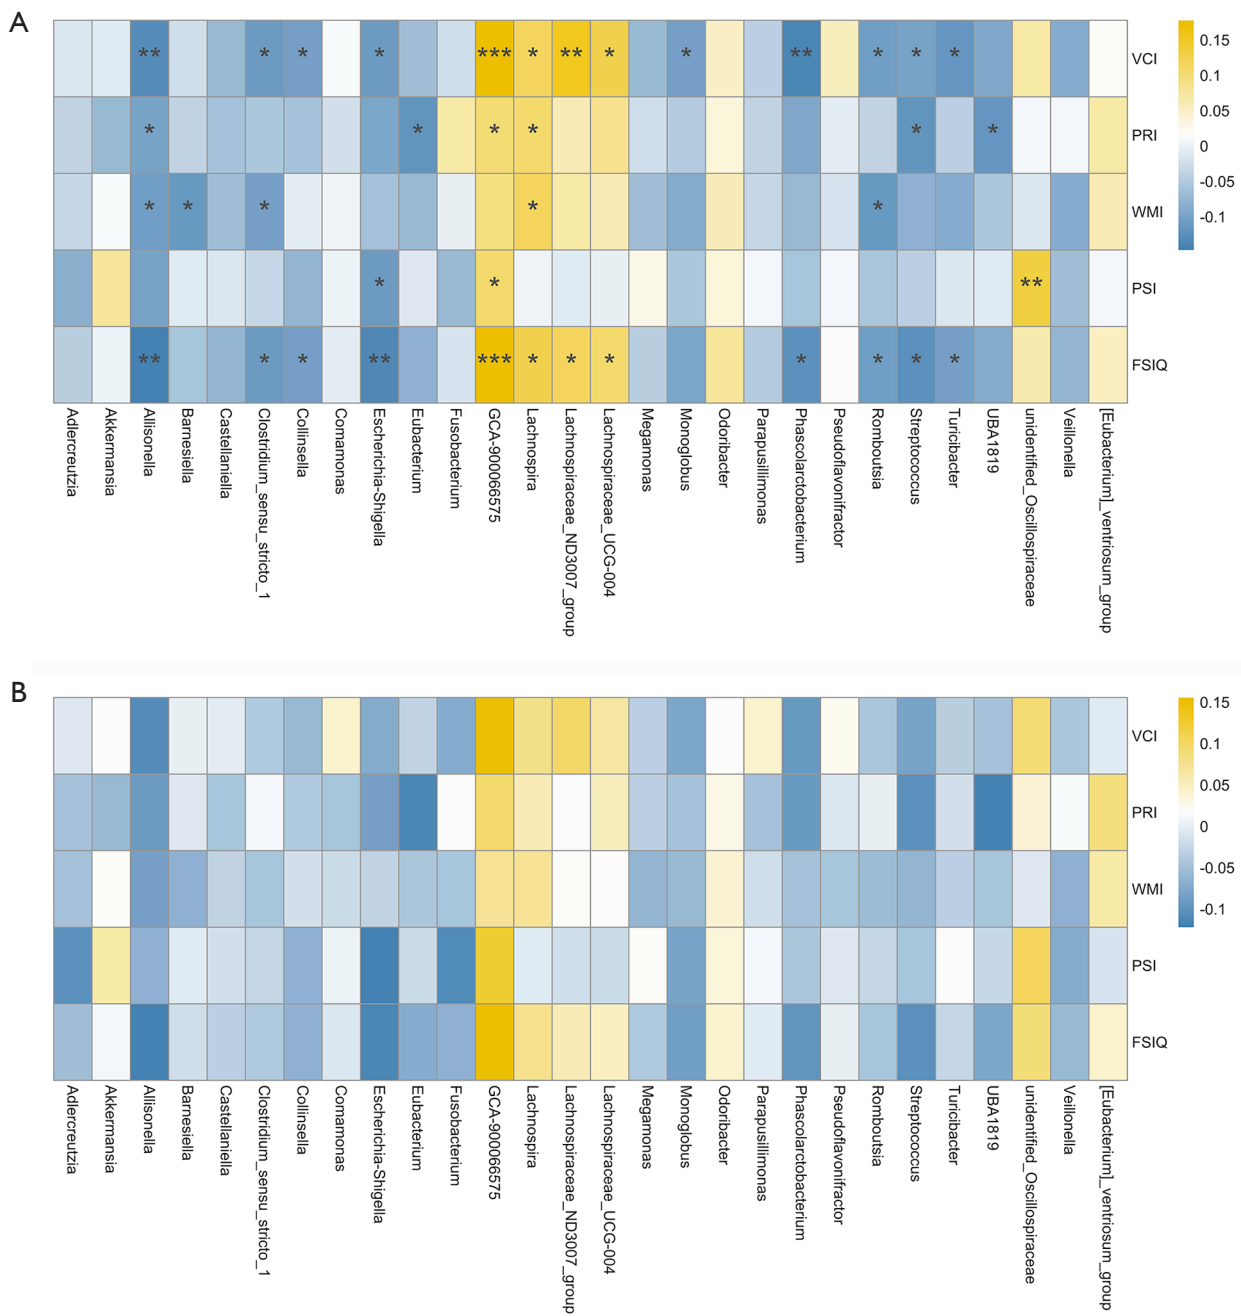 A
** * * * *** * ** * * ** * * * VCI
* * * * * * PRI
* * * * * WMI
* * ** PSI
** * * ** *** * * * * * * * FSIQ
0.15
0.1
0.05
0
-0.05
-0.1
Adlercreutzia
Akkermansia
Allisonella
Barnesiella
Castellaniella
Clostridium_sensu_stricto_1
Collinsella
Comamonas
Escherichia-Shigella
Eubacterium
Fusobacterium
GCA-900066575
Lachnospira
Lachnospiraceae_ND3007_group
Lachnospiraceae_UCG-004
Megamonas
Monoglobus
Odoribacter
Parapusillimonas
Phascolarctobacterium
Pseudoflavonifractor
Romboutsia
Streptococcus
Turicibacter
UBA1819
unidentified_Oscillospiraceae
Veillonella
[Eubacterium]_ventriosum_group
B
VCI
PRI
WMI
PSI
FSIQ
0.15
0.1
0.05
0
-0.05
-0.1
Adlercreutzia
Akkermansia
Allisonella
Barnesiella
Castellaniella
Clostridium_sensu_stricto_1
Collinsella
Comamonas
Escherichia-Shigella
Eubacterium
Fusobacterium
GCA-900066575
Lachnospira
Lachnospiraceae_ND3007_group
Lachnospiraceae_UCG-004
Megamonas
Monoglobus
Odoribacter
Parapusillimonas
Phascolarctobacterium
Pseudoflavonifractor
Romboutsia
Streptococcus
Turicibacter
UBA1819
unidentified_Oscillospiraceae
Veillonella
[Eubacterium]_ventriosum_group